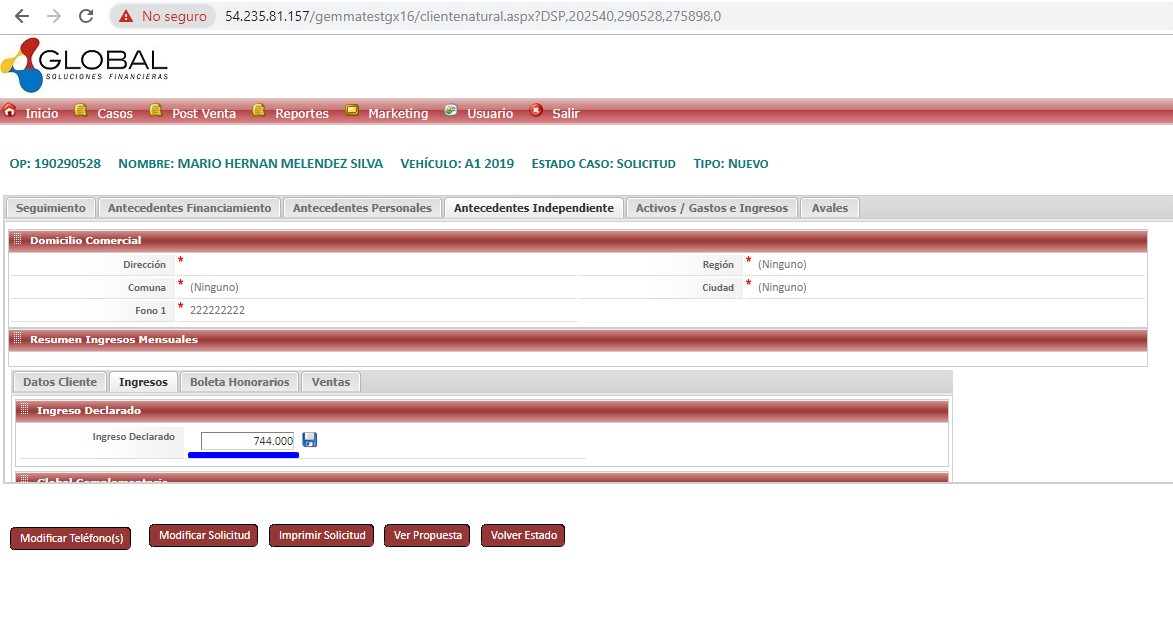 No seguro 54.235.81.157/gemmatestgx16/clientenatural.aspx?DSP,202540,290528,275898,0
GLOBAL
SOLUCIONES FINANCIERAS
Inicio Casos Post Venta Reportes Marketing Usuario Salir
OP: 190290528 NOMBRE: MARIO HERNAN MELENDEZ SILVA VEHÍCULO: A1 2019 ESTADO CASO: SOLICITUD TIPO: NUEVO
Seguimiento Antecedentes Financiamiento Antecedentes Personales Antecedentes Independiente Activos / Gastos e Ingresos Avales
Domicilio Comercial
Dirección * Región * (Ninguno)
Comuna * (Ninguno) Ciudad * (Ninguno)
Fono 1 * 222222222
Resumen Ingresos Mensuales
Datos Cliente Ingresos Boleta Honorarios Ventas
Ingreso Declarado
Ingreso Declarado 744.000
Global Complementario
Modificar Teléfono(s) Modificar Solicitud Imprimir Solicitud Ver Propuesta Volver Estado